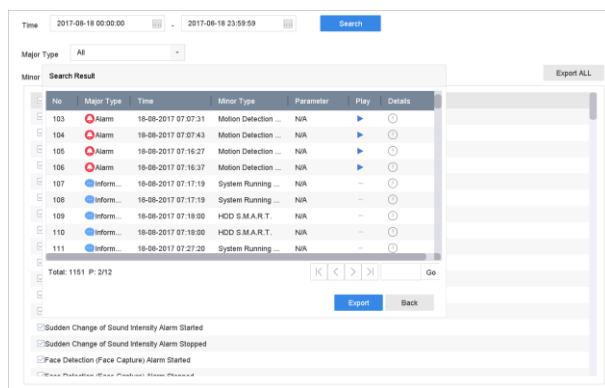 Time 2017-08-18 00:00:00 - 2017-08-18 23:59:59 Search
Major Type All
Minor Search Result Export ALL
No Major Type Time Minor Type Parameter Play Details
103 Alarm 18-08-2017 07:07:31 Motion Detection ... N/A
104 Alarm 18-08-2017 07:07:43 Motion Detection ... N/A
105 Alarm 18-08-2017 07:16:27 Motion Detection ... N/A
106 Alarm 18-08-2017 07:16:37 Motion Detection ... N/A
107 Inform... 18-08-2017 07:17:19 System Running ... N/A --
108 Inform... 18-08-2017 07:17:19 System Running ... N/A --
109 Inform... 18-08-2017 07:18:00 HDD S.M.A.R.T. N/A --
110 Inform... 18-08-2017 07:18:00 HDD S.M.A.R.T. N/A --
111 Inform... 18-08-2017 07:27:20 System Running ... N/A --
Total: 1151 P: 2/12 Go
Export Back
Sudden Change of Sound Intensity Alarm Started
Sudden Change of Sound Intensity Alarm Stopped
Face Detection (Face Capture) Alarm Started
Face Detection (Face Capture) Alarm Stopped